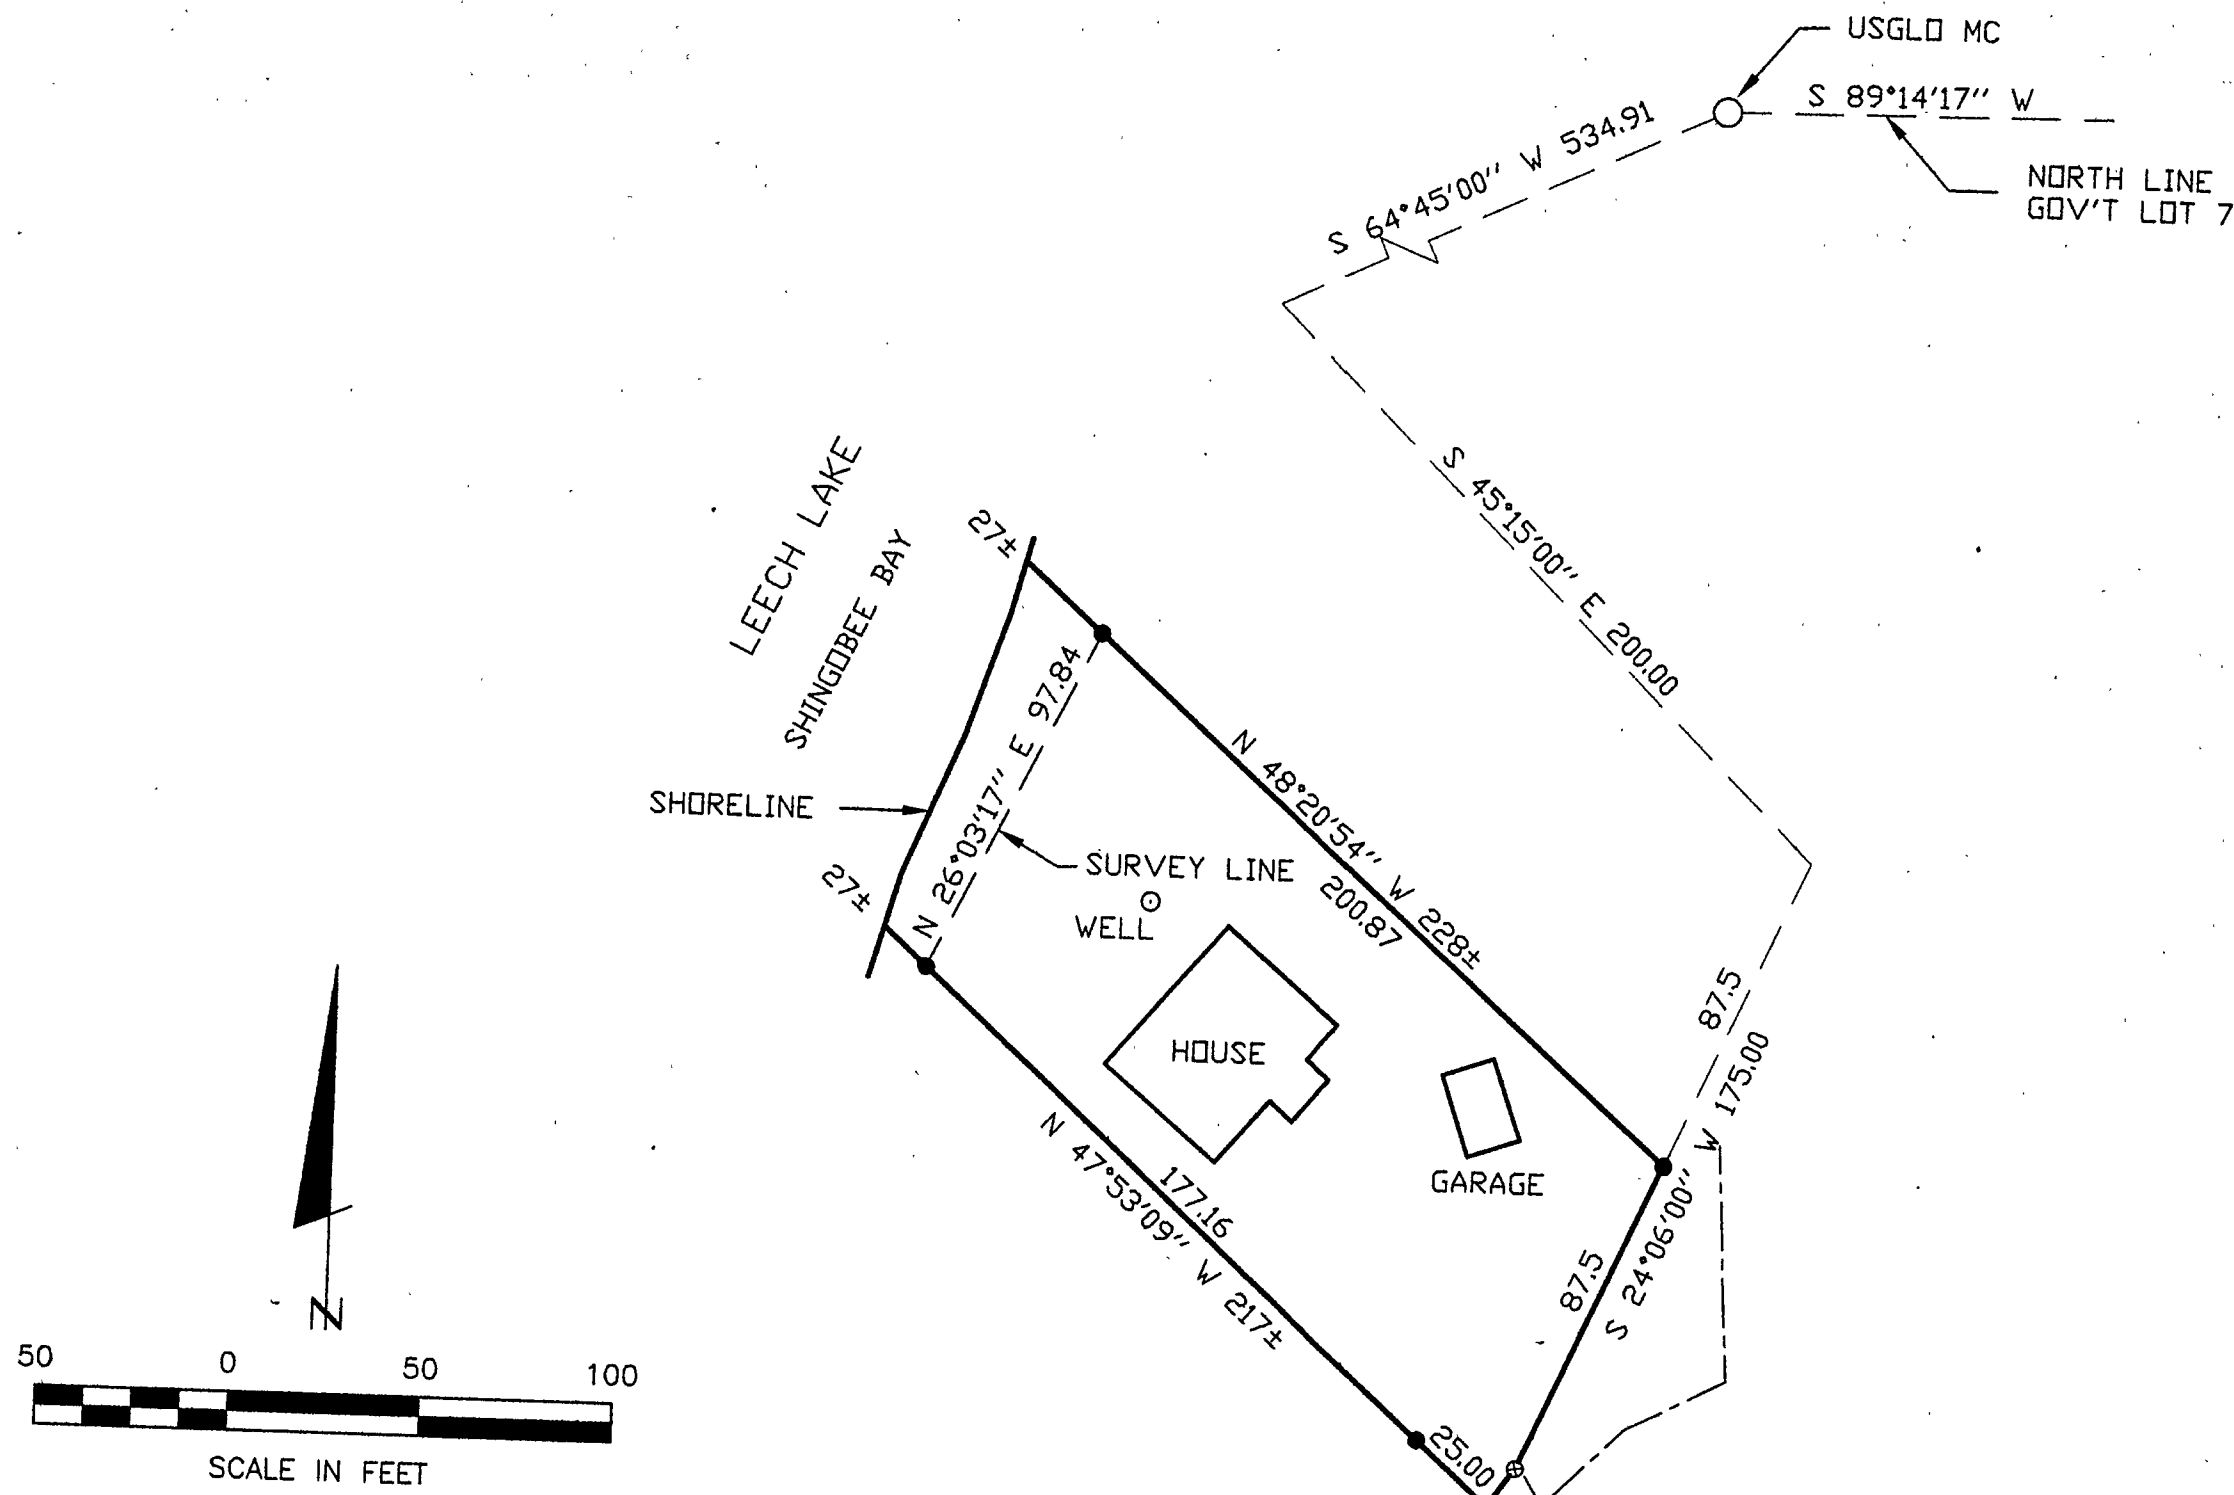 USGLO MC
S 89°14'17" W
S 64°45'00" W 534.91
NORTH LINE
GOV'T LOT 7
S 45°15'00" E 200.00
LEECH LAKE
SHINGOBEE BAY
27±
N 26°03'17" E 97.84
N 48°20'54" W 228±
200.87
SHORELINE
SURVEY LINE
WELL
27±
HOUSE
87.5
S 24°06'00" W 175.00
GARAGE
N 47°53'09" W 217±
177.16
87.5
25.00
N
50 0 50 100
SCALE IN FEET